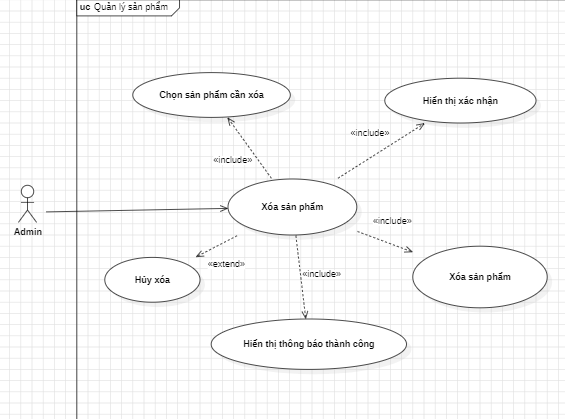 uc Quản lý sản phẩm
Chọn sản phẩm cần xóa
Hiển thị xác nhận
«include»
«include»
Xóa sản phẩm
Admin
«include»
«extend»
«include»
Hủy xóa
Xóa sản phẩm
Hiển thị thông báo thành công